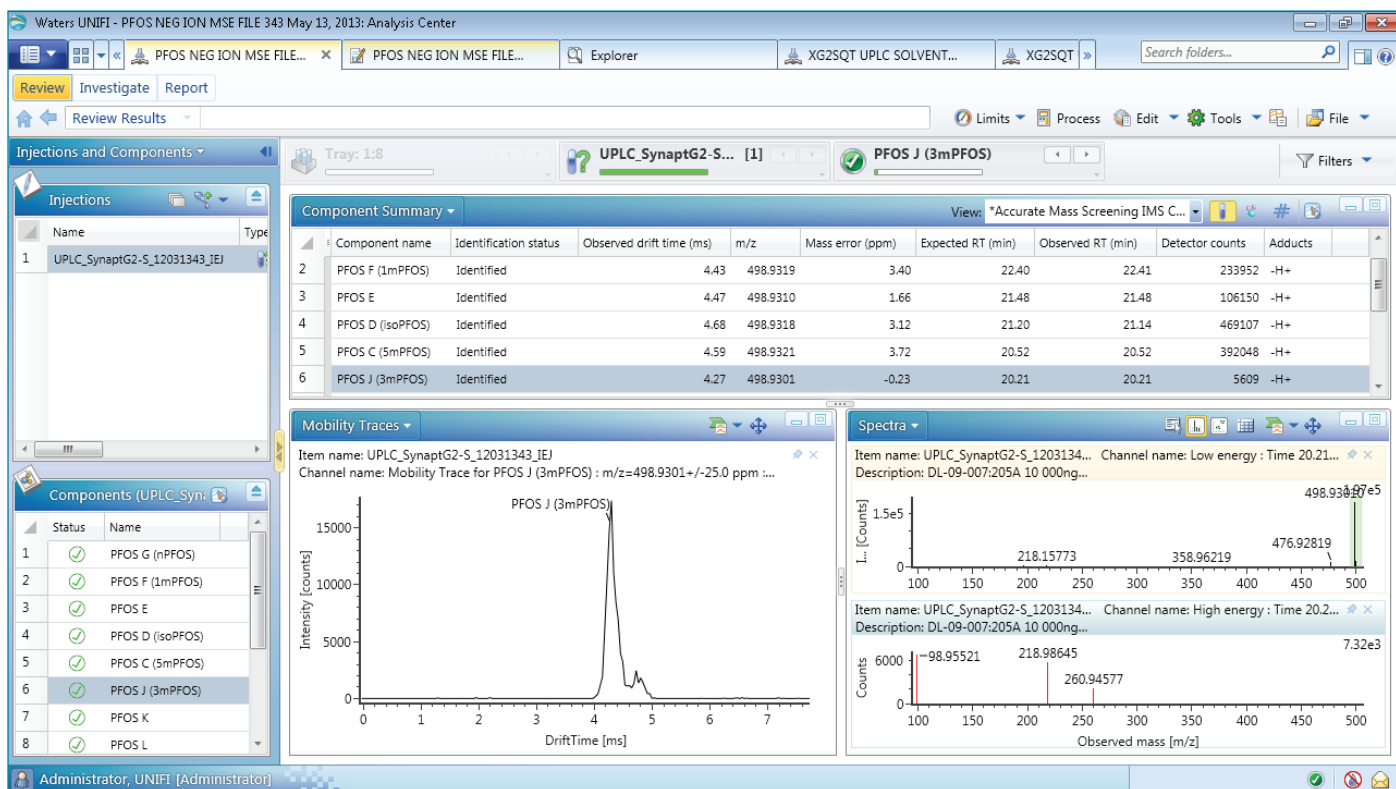 Waters UNIFI - PFOS NEG ION MSE FILE 343 May 13, 2013: Analysis Center
PFOS NEG ION MSE FILE... × PFOS NEG ION MSE FILE... Explorer XG2SQT UPLC SOLVENT... XG2SQT Search folders...
Review Investigate Report
Review Results Limits Process Edit Tools File
Injections and Components Tray: 1:8 UPLC_SynaptG2-S... [1] PFOS J (3mPFOS) Filters
Injections
Name Type
1 UPLC_SynaptG2-S_12031343_IEJ
Component Summary View: *Accurate Mass Screening IMS C...
Component name Identification status Observed drift time (ms) m/z Mass error (ppm) Expected RT (min) Observed RT (min) Detector counts Adducts
2 PFOS F (1mPFOS) Identified 4.43 498.9319 3.40 22.40 22.41 233952 -H+
3 PFOS E Identified 4.47 498.9310 1.66 21.48 21.48 106150 -H+
4 PFOS D (isoPFOS) Identified 4.68 498.9318 3.12 21.20 21.14 469107 -H+
5 PFOS C (5mPFOS) Identified 4.59 498.9321 3.72 20.52 20.52 392048 -H+
6 PFOS J (3mPFOS) Identified 4.27 498.9301 -0.23 20.21 20.21 5609 -H+
Components (UPLC_Syn
Status Name
1 PFOS G (nPFOS)
2 PFOS F (1mPFOS)
3 PFOS E
4 PFOS D (isoPFOS)
5 PFOS C (5mPFOS)
6 PFOS J (3mPFOS)
7 PFOS K
8 PFOS L
Mobility Traces
Item name: UPLC_SynaptG2-S_12031343_IEJ
Channel name: Mobility Trace for PFOS J (3mPFOS) : m/z=498.9301+/-25.0 ppm :...
PFOS J (3mPFOS)
Intensity [counts]
15000
10000
5000
0
0 1 2 3 4 5 6 7
DriftTime [ms]
Spectra
Item name: UPLC_SynaptG2-S_1203134... Channel name: Low energy : Time 20.21...
Description: DL-09-007:205A 10 000ng...
498.93010
I... [Counts]
1.5e5
476.92819
218.15773 358.96219
0
100 150 200 250 300 350 400 450 500
Item name: UPLC_SynaptG2-S_1203134... Channel name: High energy : Time 20.2...
Description: DL-09-007:205A 10 000ng...
7.32e3
Counts
6000
98.95521 218.98645
260.94577
0
100 150 200 250 300 350 400 450 500
Observed mass [m/z]
Administrator, UNIFI [Administrator]